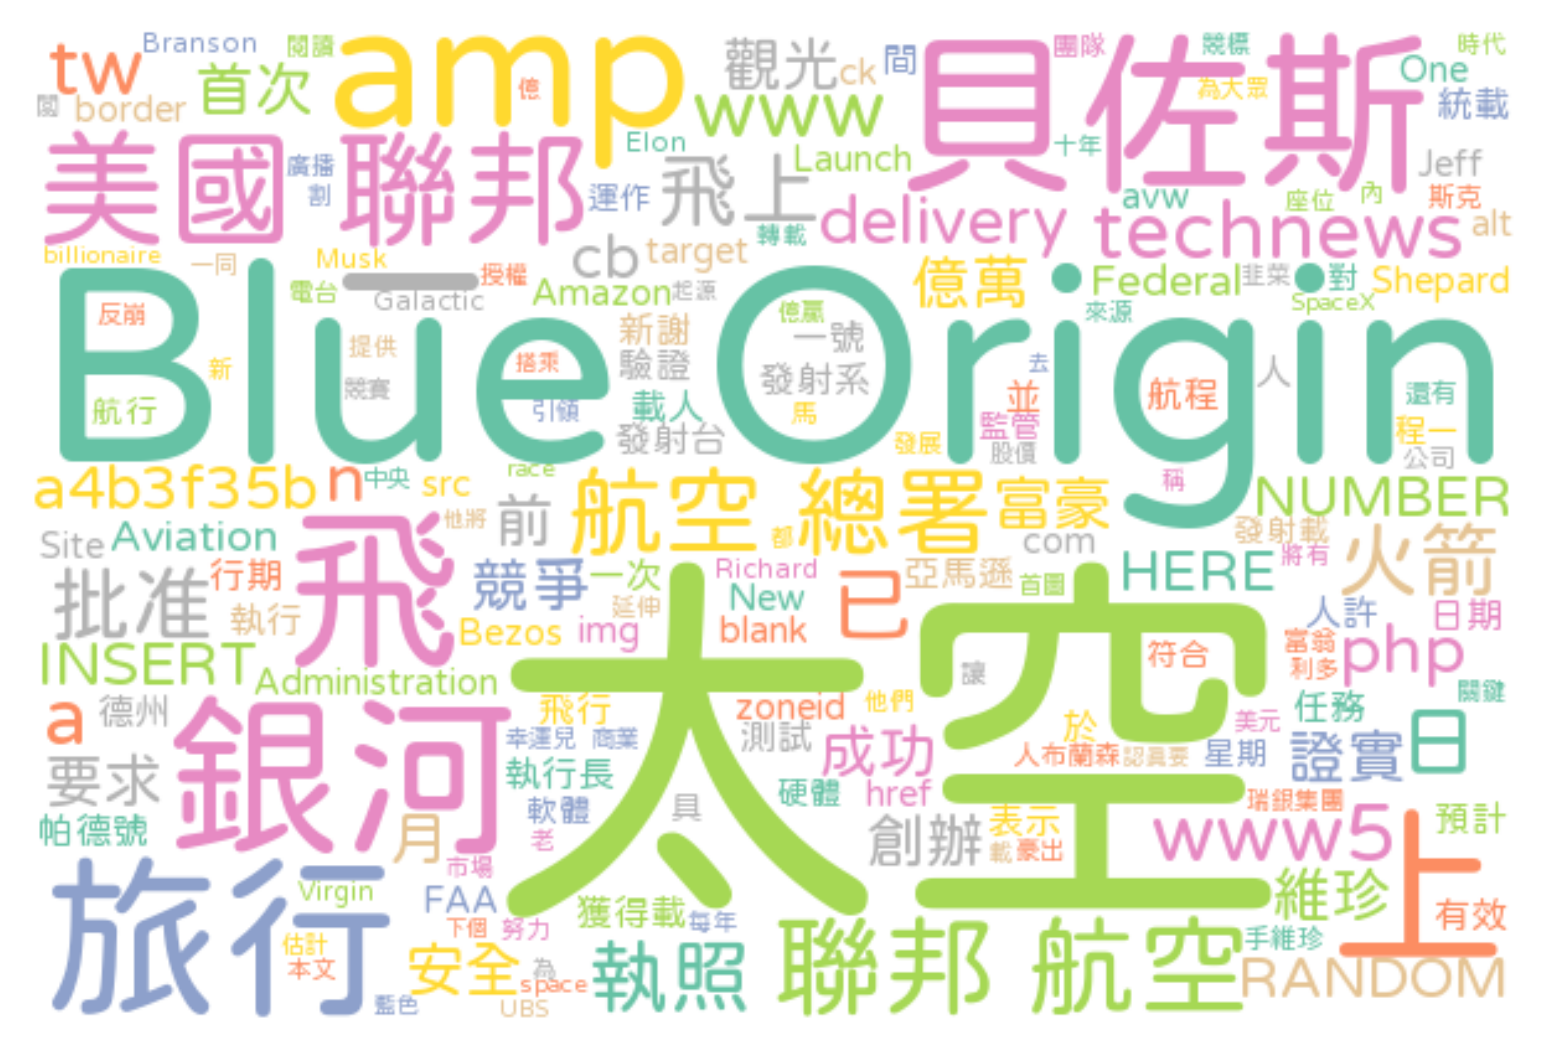 tw Branson 閱讀 amp 觀光 ck 間 貝佐斯 團隊 競標 時代
閱 border 首次 億 www 為大眾 One 統載
美國 聯邦 廣播 割 運作 Elon 飛上 Launch 十年 Jeff
delivery avw 座位 內 斯克
billionaire 一同 Musk 電台 一 授權 cb target 轉載 technews alt
Galactic Amazon 起源 億萬 Federal 韭菜 對 Shepard
Blue Origin
反崩 新 提供 搭乘 新謝 億贏 一號 來源 SpaceX
航行 競賽 引領 驗證 發射系 去 航程 人 還有
載人 馬 並
發射台 發展 監管 股價 程一 公司
a4b3f35b n 中央 src race 航空 總署 富豪 稱 NUMBER
Site Aviation 他將 前 都 com 發射載
批准 行期 飛 競爭 一次 Richard 已 亞馬遜 首圖 HERE 將有 火箭
執行 延伸 New 人許 日期
INSERT Bezos img blank 太空 讓 符合 富翁 利多 php
Administration 關鍵
a 德州 銀河 飛行 zoneid 他們 於 美元 任務 日
要求 幸運兒 商業 測試 成功 人布蘭森 認真要 星期 證實
執行長 硬體 href 瑞銀集團
帕德號 月 軟體 老 具 創辦 表示 載 豪出 www5 上 預計
市場
旅行 Virgin FAA 獲得載 每年 維珍 有效
估計 下個 努力 手維珍
本文 安全 為 執照 聯邦 航空 RANDOM
藍色 space UBS